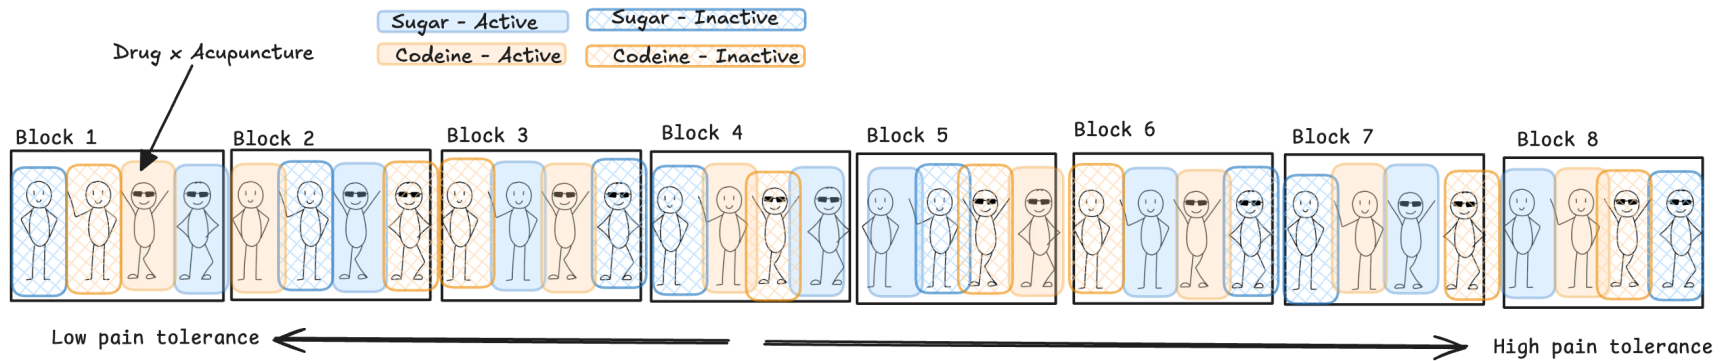 Sugar - Active
Sugar - Inactive
Codeine - Active
Codeine - Inactive
Drug x Acupuncture
Block 1
Block 2
Block 3
Block 4
Block 5
Block 6
Block 7
Block 8
Low pain tolerance
High pain tolerance